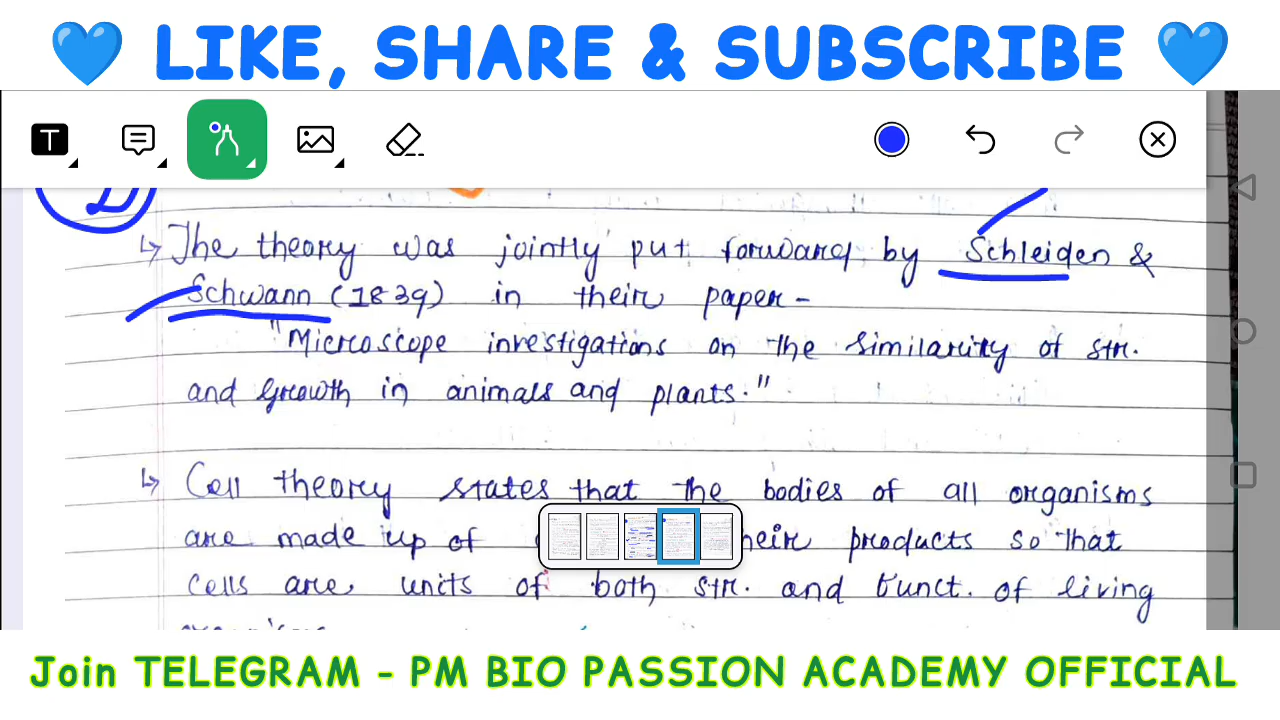 💙 LIKE, SHARE & SUBSCRIBE 💙
T
↳ The theory was jointly put forward by Schleiden &
Schwann (1839) in their paper -
"Microscope investigations on the similarity of str.
and Growth in animals and plants."
↳ Cell theory states that the bodies of all organisms
are made up of their products so that
cells are units of both str. and funct. of living
Join TELEGRAM - PM BIO PASSION ACADEMY OFFICIAL